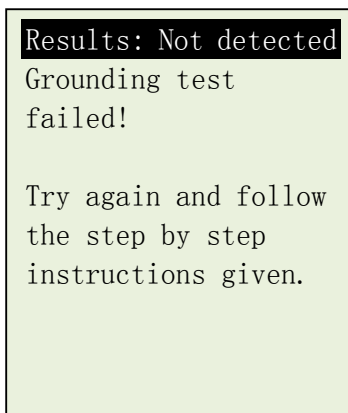 Results: Not detected
Grounding test
failed!
Try again and follow
the step by step
instructions given.